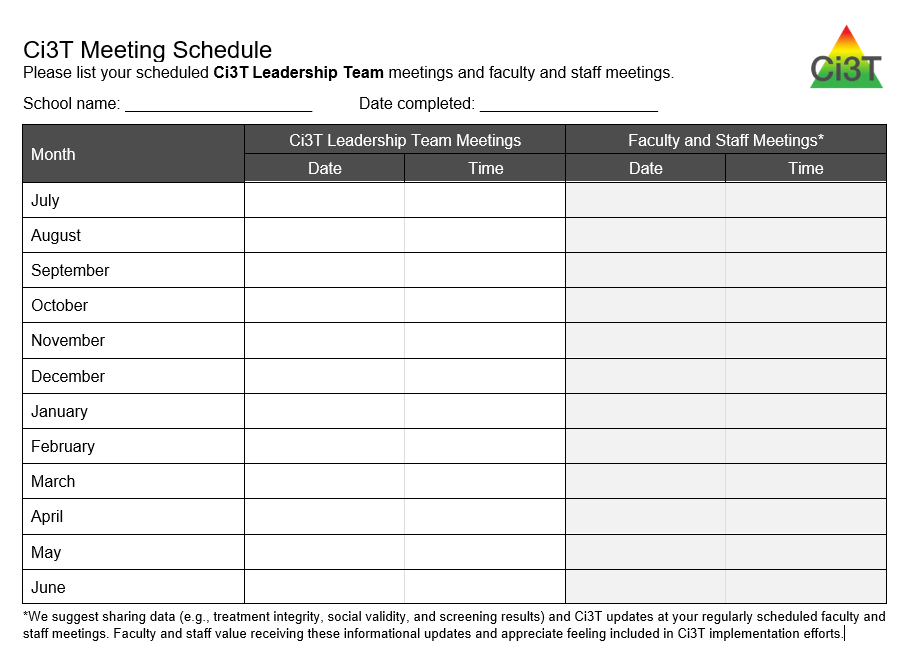 Ci3T Meeting Schedule
Ci3T
Please list your scheduled Ci3T Leadership Team meetings and faculty and staff meetings.
School name: _____________________ Date completed: ____________________
Month
Ci3T Leadership Team Meetings
Faculty and Staff Meetings*
Date Time Date Time
July
August
September
October
November
December
January
February
March
April
May
June
*We suggest sharing data (e.g., treatment integrity, social validity, and screening results) and Ci3T updates at your regularly scheduled faculty and
staff meetings. Faculty and staff value receiving these informational updates and appreciate feeling included in Ci3T implementation efforts.